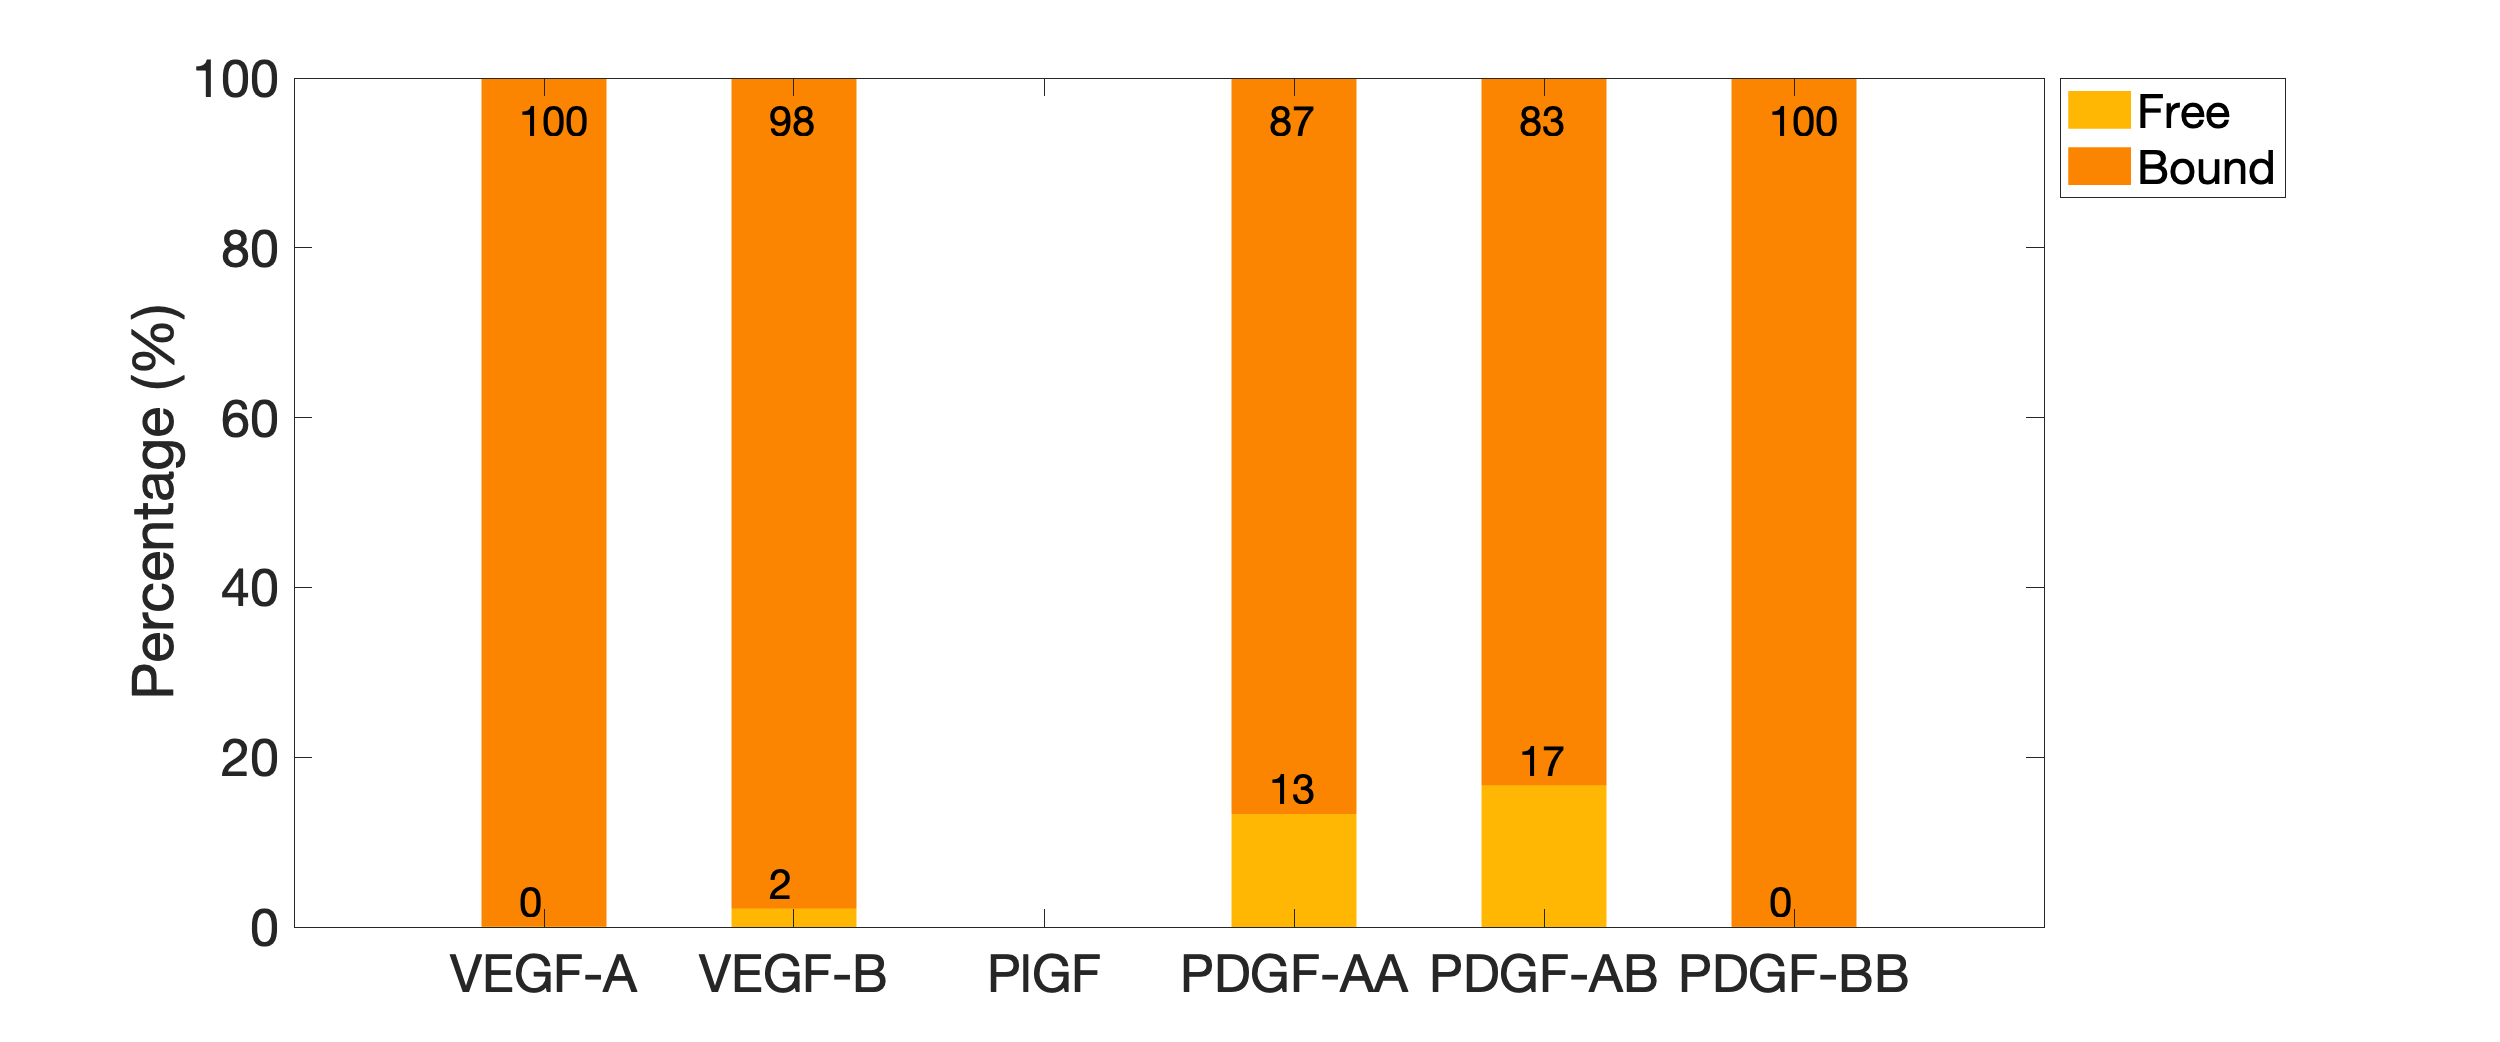 Percentage (%)
100
80
60
40
20
0
100
98
87
83
100
0
2
13
17
0
VEGF-A
VEGF-B
PlGF
PDGF-AA
PDGF-AB
PDGF-BB
Free
Bound